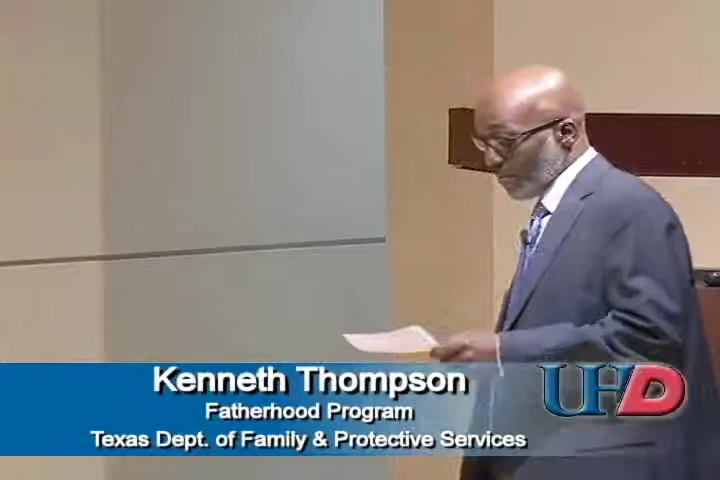 Kenneth Thompson
Fatherhood Program
Texas Dept. of Family & Protective Services
UHD